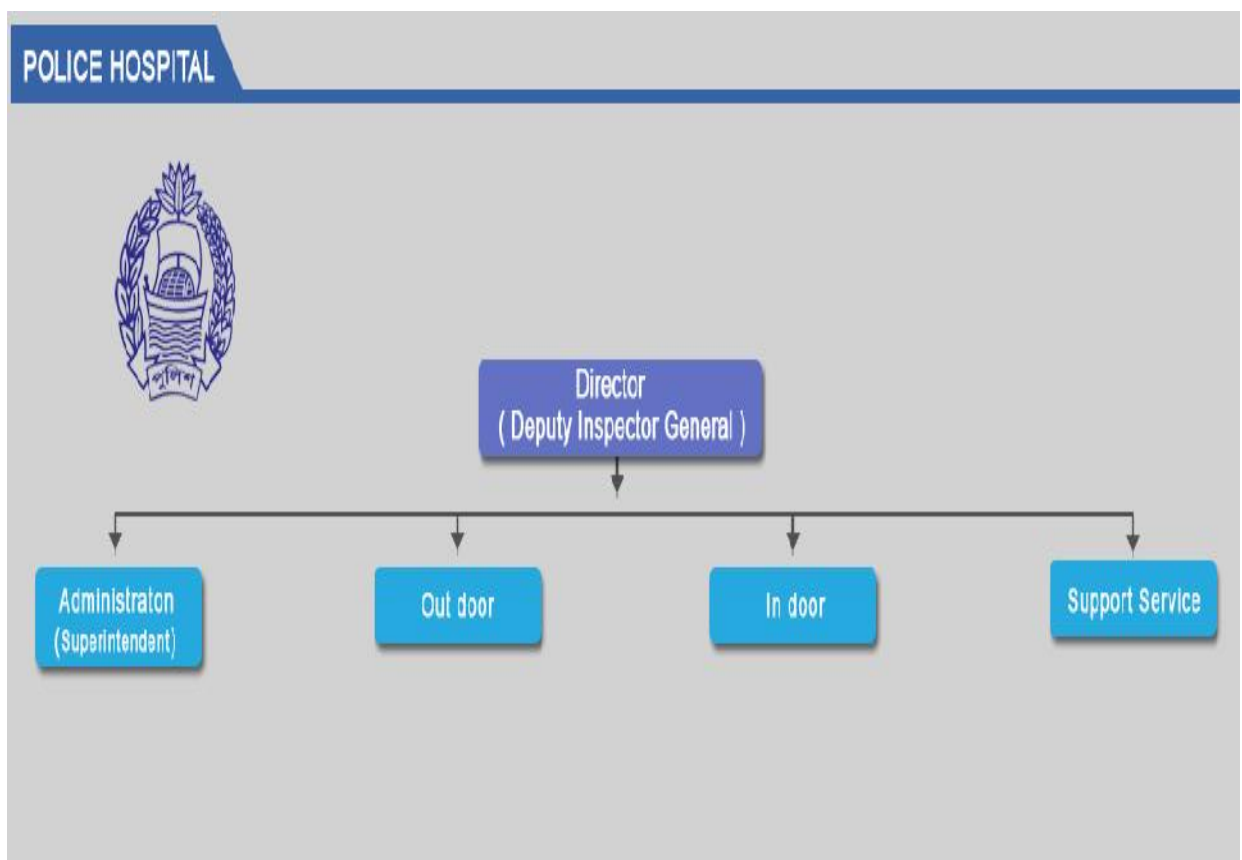 POLICE HOSPITAL
পুলিশ
Director
( Deputy Inspector General )
Administraton
(Superintendent)
Out door
In door
Support Service